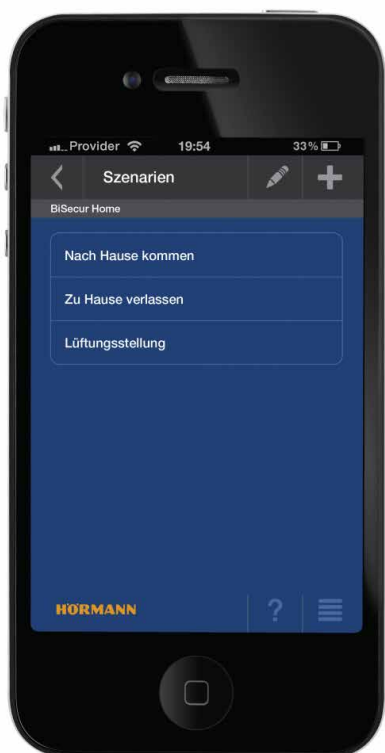 Provider 19:54 33%
Szenarien
BiSecur Home
Nach Hause kommen
Zu Hause verlassen
Lüftungsstellung
HÖRMANN ?